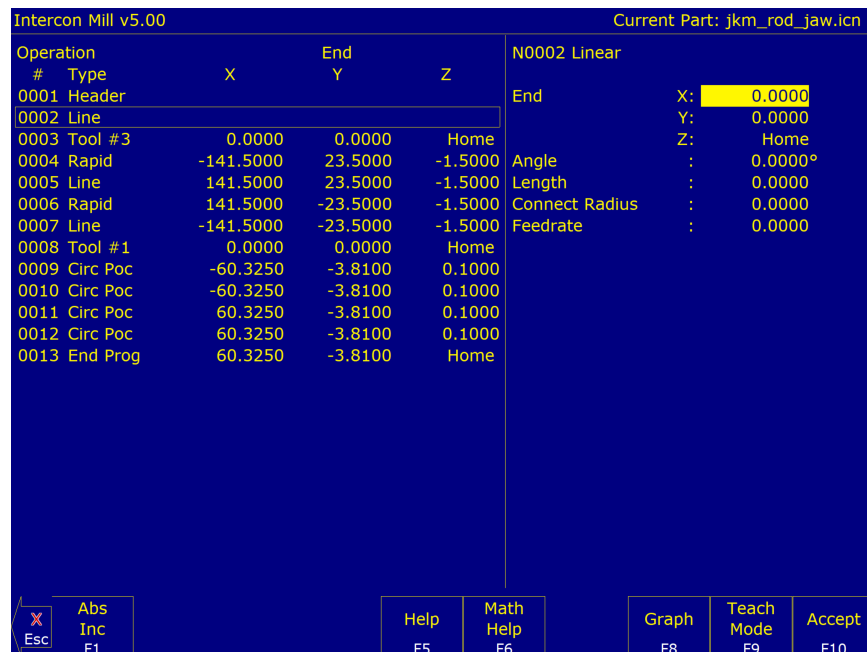 Intercon Mill v5.00 Current Part: jkm_rod_jaw.icn
Operation End
# Type X Y Z
0001 Header
0002 Line
0003 Tool #3 0.0000 0.0000 Home
0004 Rapid -141.5000 23.5000 -1.5000
0005 Line 141.5000 23.5000 -1.5000
0006 Rapid 141.5000 -23.5000 -1.5000
0007 Line -141.5000 -23.5000 -1.5000
0008 Tool #1 0.0000 0.0000 Home
0009 Circ Poc -60.3250 -3.8100 0.1000
0010 Circ Poc -60.3250 -3.8100 0.1000
0011 Circ Poc 60.3250 -3.8100 0.1000
0012 Circ Poc 60.3250 -3.8100 0.1000
0013 End Prog 60.3250 -3.8100 Home
N0002 Linear
End X: 0.0000
Y: 0.0000
Z: Home
Angle : 0.0000°
Length : 0.0000
Connect Radius : 0.0000
Feedrate : 0.0000
X Esc
Abs Inc F1
Help F5
Math Help F6
Graph F8
Teach Mode F9
Accept F10